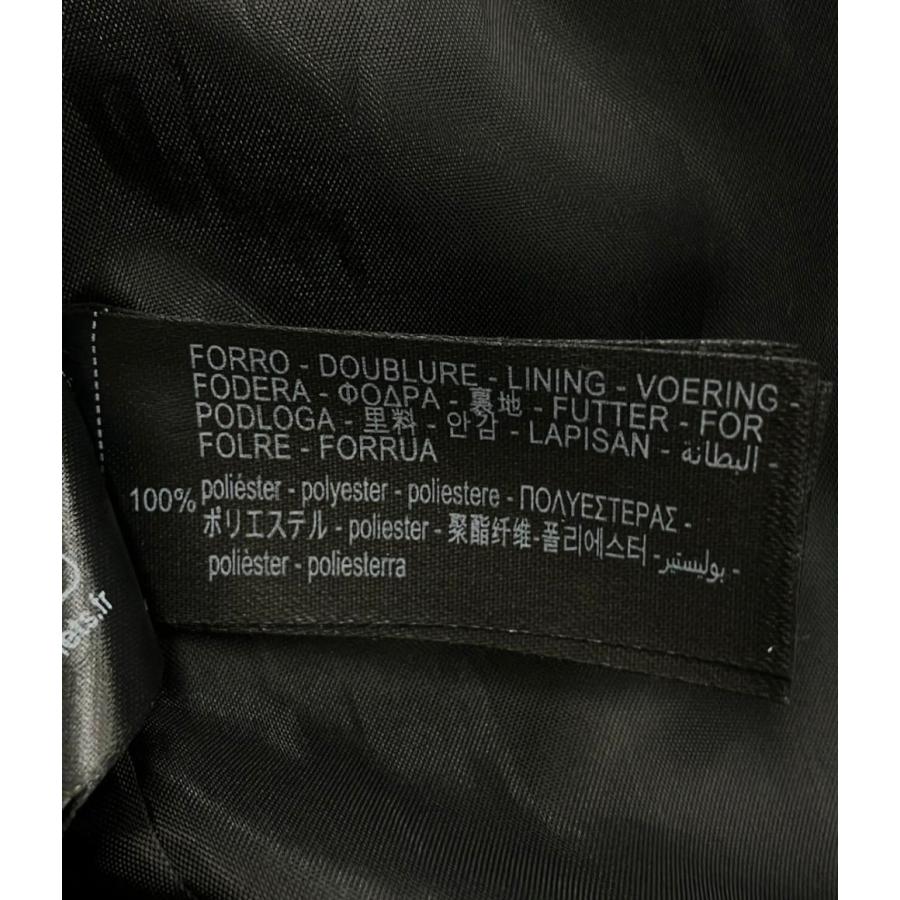 FORRO - DOUBLURE - LINING - VOERING -
FODERA - ΦΟΔΡΑ - 裏地 - FUTTER - FOR
PODLOGA - 里料 - 안감 - LAPISAN - البطانة -
FOLRE - FORRUA
100% poliéster - polyester - poliestere - ΠΟΛΥΕΣΤΕΡΑΣ -
ポリエステル - poliester - 聚酯纤维-폴리에스터 - بوليستير -
polièster - poliesterra
.fr